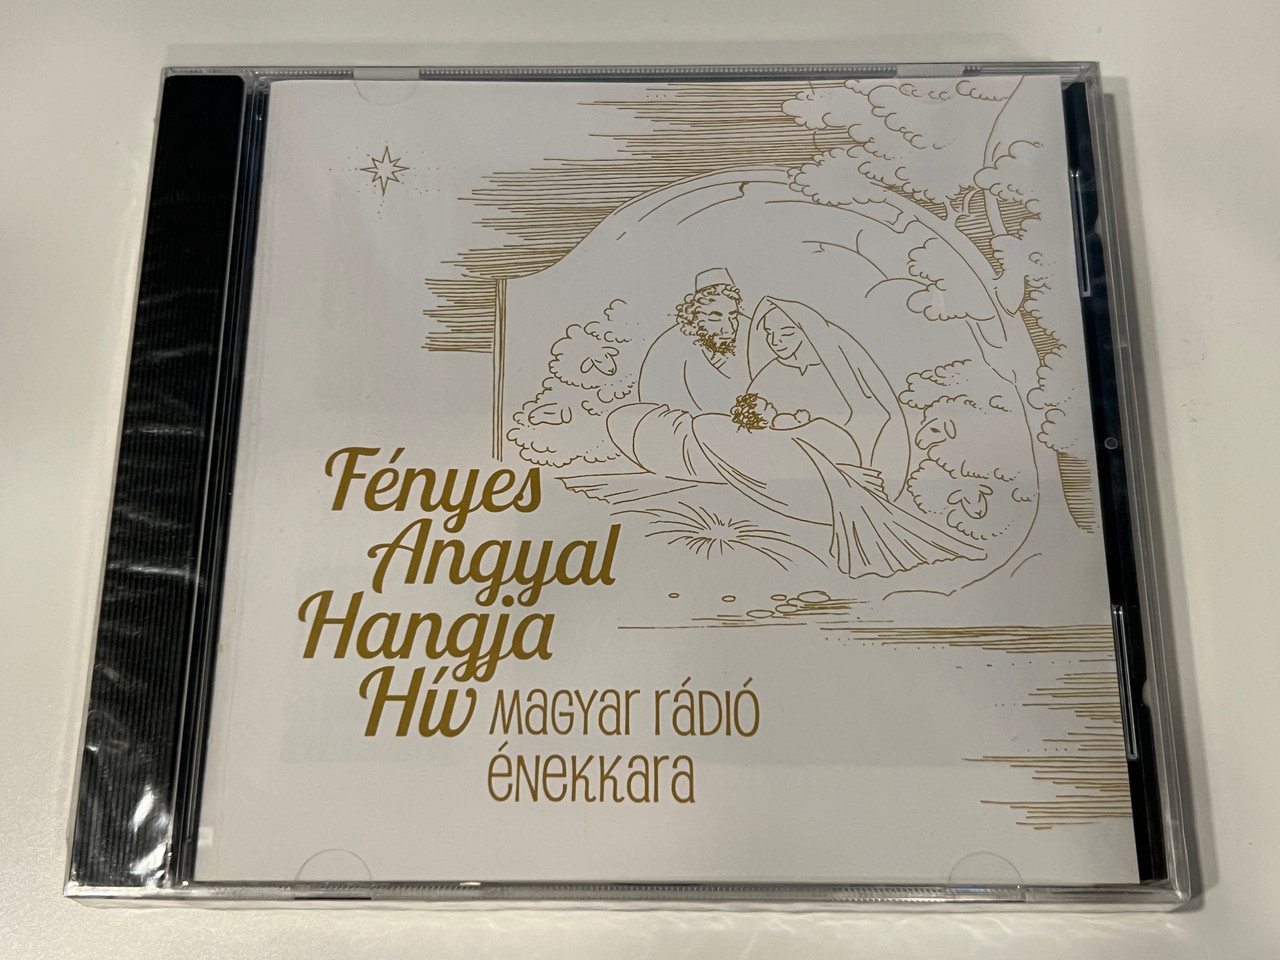 Fényes
Angyal
Hangja
Hív Magyar Rádió
Énekkara